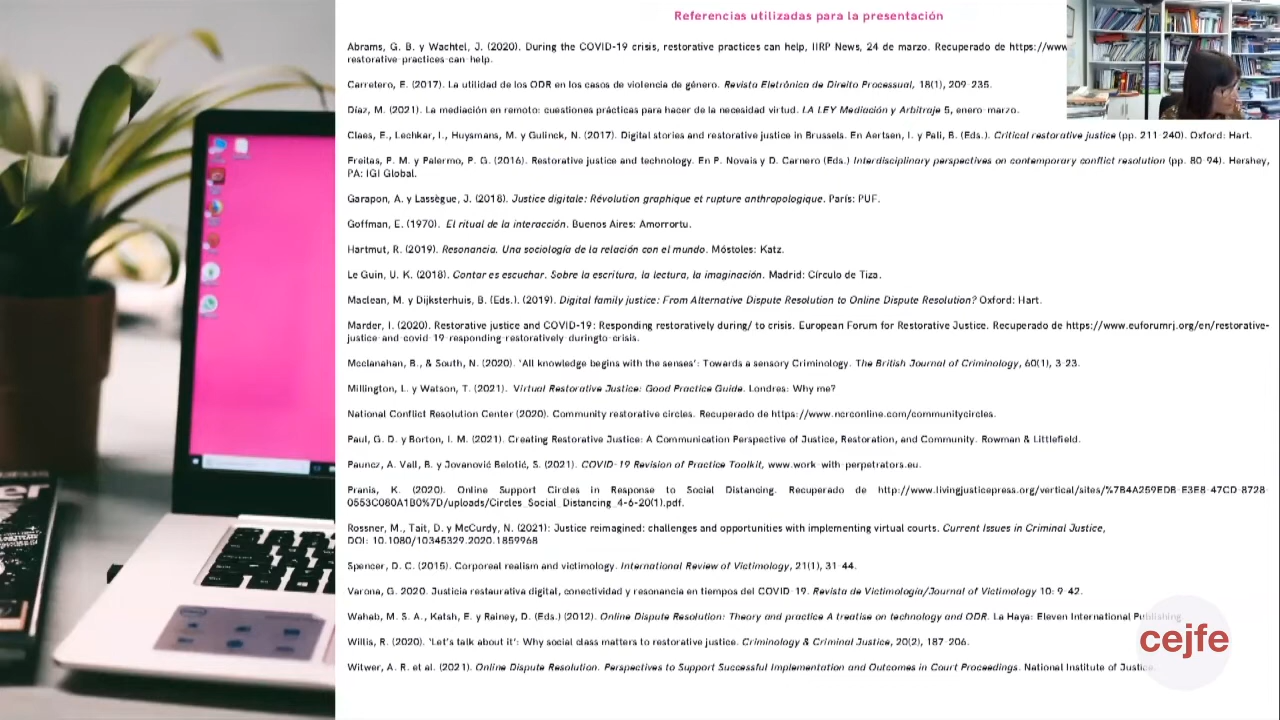 Referencias utilizadas para la presentación
Abrams, G. B. y Wachtel, J. (2020). During the COVID-19 crisis, restorative practices can help, IIRP News, 24 de marzo. Recuperado de https://www
restorative-practices-can-help.
Carretero, E. (2017). La utilidad de los ODR en los casos de violencia de género. Revista Eletrônica de Direito Processual, 18(1), 209-235.
Díaz, M. (2021). La mediación en remoto: cuestiones prácticas para hacer de la necesidad virtud. LA LEY Mediación y Arbitraje 5, enero-marzo.
Claes, E., Lechkar, I., Huysmans, M. y Gulinck, N. (2017). Digital stories and restorative justice in Brussels. En Aertsen, I. y Pali, B. (Eds.). Critical restorative justice (pp. 211-240). Oxford: Hart.
Freitas, P. M. y Palermo, P. G. (2016). Restorative justice and technology. En P. Novais y D. Carnero (Eds.) Interdisciplinary perspectives on contemporary conflict resolution (pp. 80-94). Hershey,
PA: IGI Global.
Garapon, A. y Lassègue, J. (2018). Justice digitale: Révolution graphique et rupture anthropologique. París: PUF.
Goffman, E. (1970). El ritual de la interacción. Buenos Aires: Amorrortu.
Hartmut, R. (2019). Resonancia. Una sociología de la relación con el mundo. Móstoles: Katz.
Le Guin, U. K. (2018). Contar es escuchar. Sobre la escritura, la lectura, la imaginación. Madrid: Círculo de Tiza.
Maclean, M. y Dijksterhuis, B. (Eds.). (2019). Digital family justice: From Alternative Dispute Resolution to Online Dispute Resolution? Oxford: Hart.
Marder, I. (2020). Restorative justice and COVID-19: Responding restoratively during/ to crisis. European Forum for Restorative Justice. Recuperado de https://www.euforumrj.org/en/restorative-
justice-and-covid-19-responding-restoratively-duringto-crisis.
Mcclanahan, B., & South, N. (2020). 'All knowledge begins with the senses': Towards a sensory Criminology. The British Journal of Criminology, 60(1), 3-23.
Millington, L. y Watson, T. (2021). Virtual Restorative Justice: Good Practice Guide. Londres: Why me?
National Conflict Resolution Center (2020). Community restorative circles. Recuperado de https://www.ncrconline.com/communitycircles.
Paul, G. D. y Borton, I. M. (2021). Creating Restorative Justice: A Communication Perspective of Justice, Restoration, and Community. Rowman & Littlefield.
Pauncz, A. Vall, B. y Jovanović Belotić, S. (2021). COVID-19 Revision of Practice Toolkit, www.work-with-perpetrators.eu.
Pranis, K. (2020). Online Support Circles in Response to Social Distancing. Recuperado de http://www.livingjusticepress.org/vertical/sites/%7B4A259EDB-E3E8-47CD-8728-
0553C080A1B0%7D/uploads/Circles_Social_Distancing_4-6-20(1).pdf.
Rossner, M., Tait, D. y McCurdy, N. (2021): Justice reimagined: challenges and opportunities with implementing virtual courts. Current Issues in Criminal Justice,
DOI: 10.1080/10345329.2020.1859968
Spencer, D. C. (2015). Corporeal realism and victimology. International Review of Victimology, 21(1), 31-44.
Varona, G. 2020. Justicia restaurativa digital, conectividad y resonancia en tiempos del COVID-19. Revista de Victimología/Journal of Victimology 10: 9-42.
Wahab, M. S. A., Katsh, E. y Rainey, D. (Eds.) (2012). Online Dispute Resolution: Theory and practice A treatise on technology and ODR. La Haya: Eleven International Publishing.
Willis, R. (2020). 'Let's talk about it': Why social class matters to restorative justice. Criminology & Criminal Justice, 20(2), 187-206.
Witwer, A. R. et al. (2021). Online Dispute Resolution. Perspectives to Support Successful Implementation and Outcomes in Court Proceedings. National Institute of Justice.
cejfe